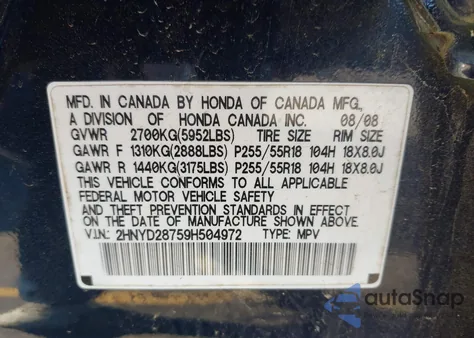 MFD. IN CANADA BY HONDA OF CANADA MFG.,
A DIVISION OF HONDA CANADA INC. 08/08
GVWR 2700KG(5952LBS) TIRE SIZE RIM SIZE
GAWR F 1310KG(2888LBS) P255/55R18 104H 18X8.0J
GAWR R 1440KG(3175LBS) P255/55R18 104H 18X8.0J
THIS VEHICLE CONFORMS TO ALL APPLICABLE
FEDERAL MOTOR VEHICLE SAFETY
AND THEFT PREVENTION STANDARDS IN EFFECT
ON THE DATE OF MANUFACTURE SHOWN ABOVE.
V.I.N: 2HNYD28759H504972 TYPE: MPV
autaSnap